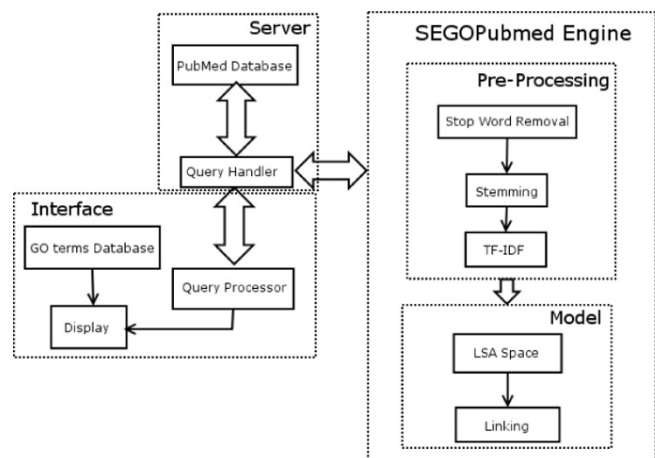 Server
PubMed Database
Query Handler
Interface
GO terms Database
Query Processor
Display
SEGOPubmed Engine
Pre-Processing
Stop Word Removal
Stemming
TF-IDF
Model
LSA Space
Linking